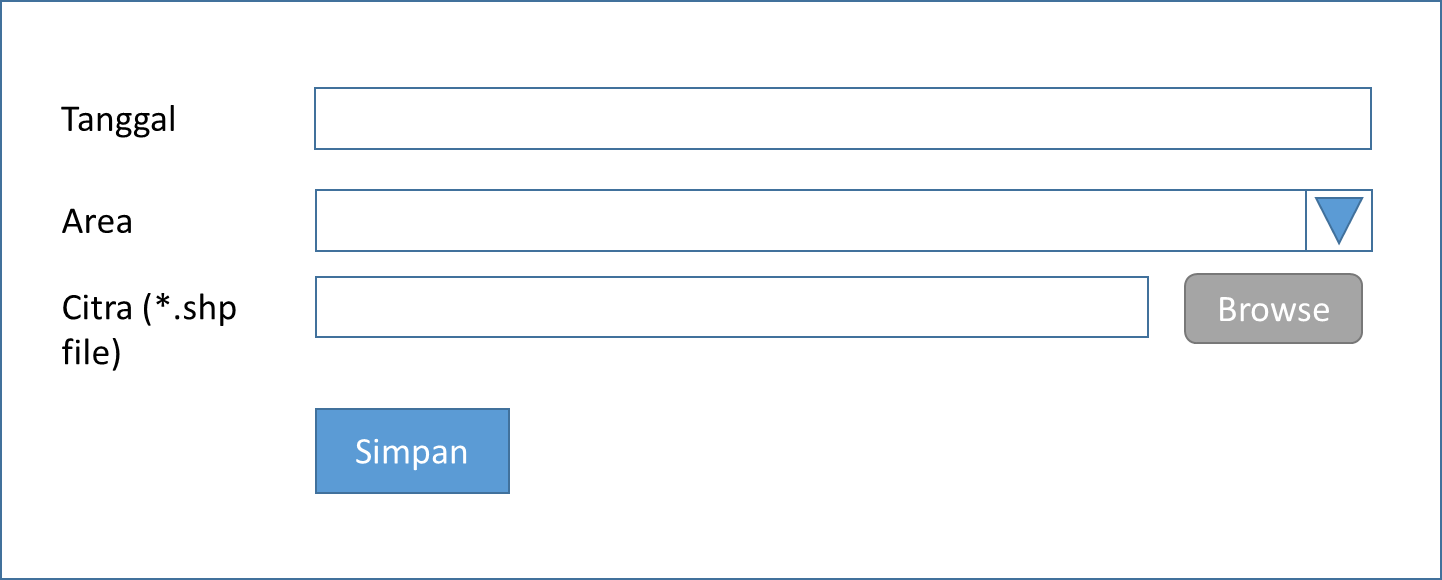 Tanggal
Area
Citra (*.shp
file)
Browse
Simpan